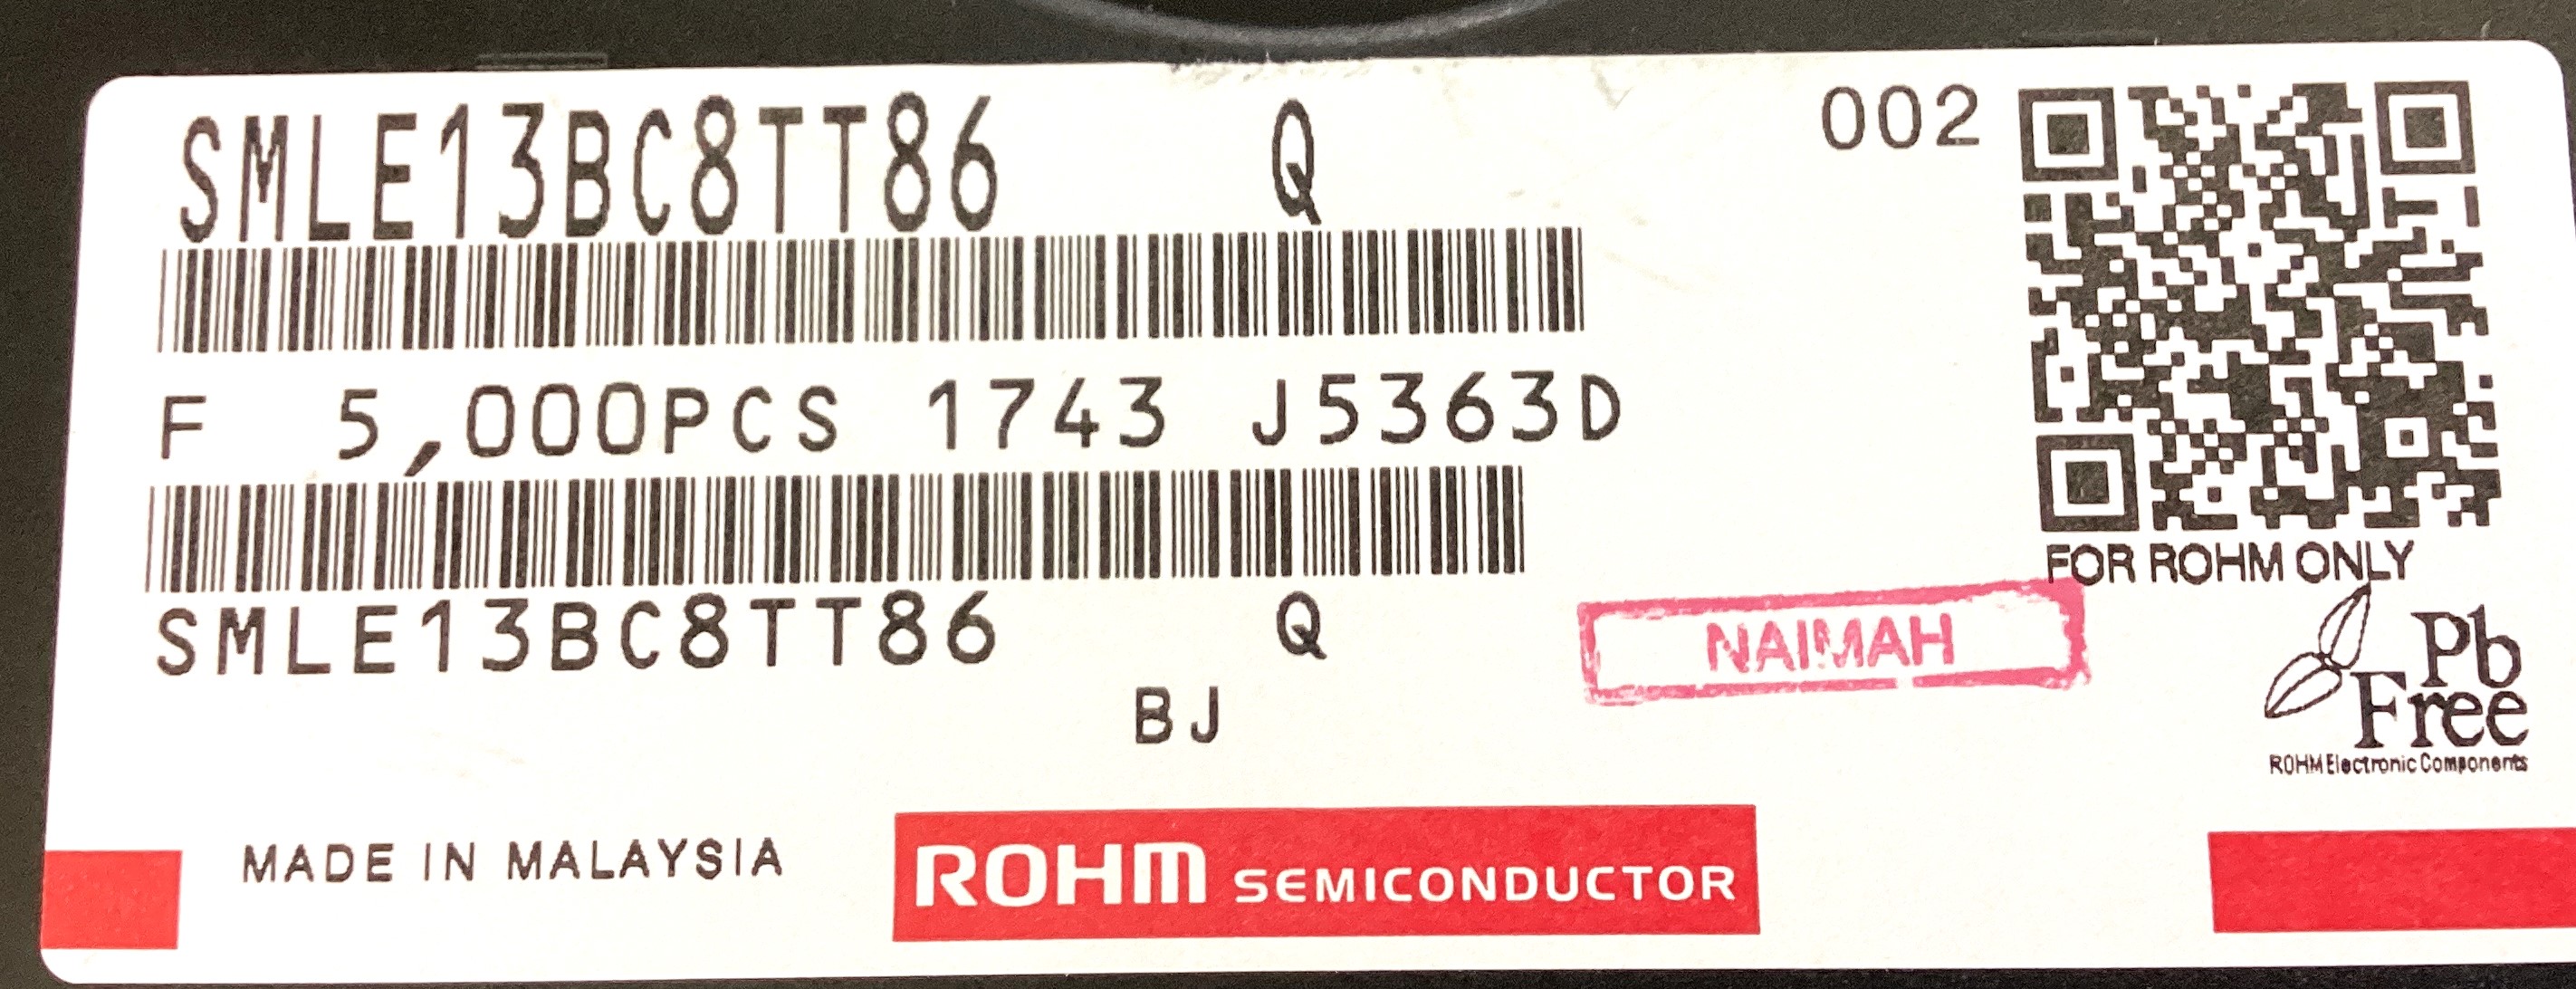 SMLE13BC8TT86 Q 002
F 5,000PCS 1743 J5363D
FOR ROHM ONLY
SMLE13BC8TT86 Q
NAIMAH
BJ
Pb
Free
ROHM Electronic Components
MADE IN MALAYSIA
ROHM SEMICONDUCTOR